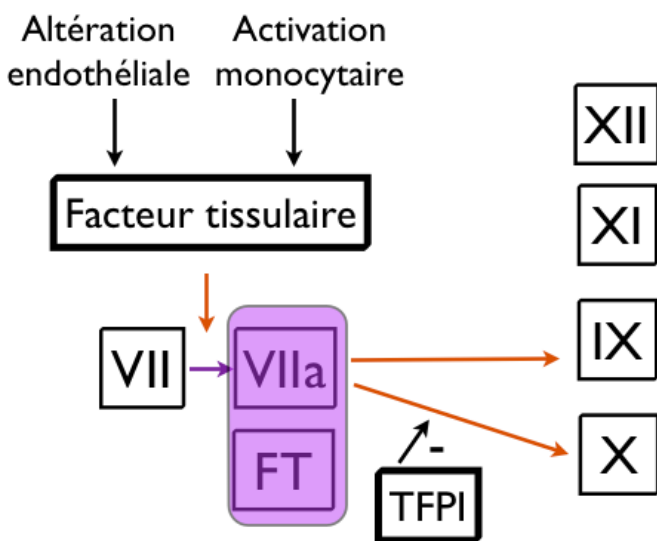 Altération
endothéliale
Activation
monocytaire
XII
Facteur tissulaire
XI
VII
VIIa
IX
FT
-
TFPI
X